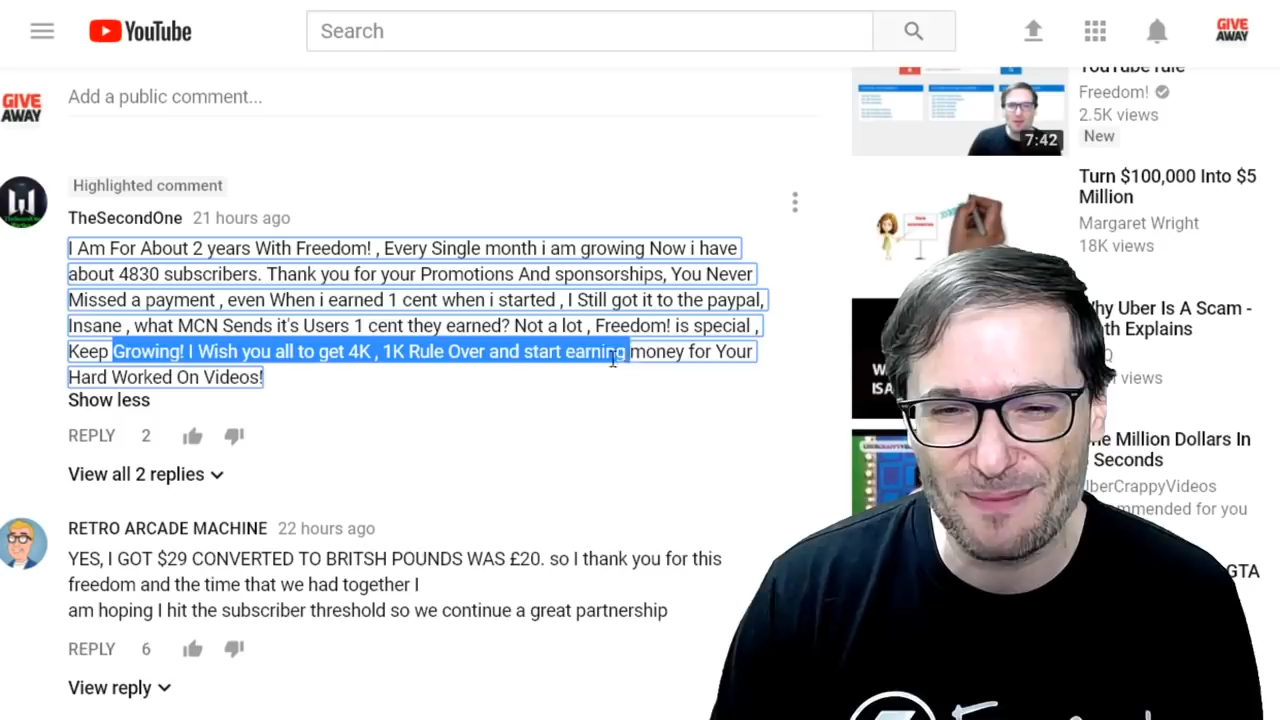 YouTube
Search
GIVE
AWAY
GIVE
AWAY
Add a public comment...
Highlighted comment
TheSecondOne 21 hours ago
I Am For About 2 years With Freedom! , Every Single month i am growing Now i have
about 4830 subscribers. Thank you for your Promotions And sponsorships, You Never
Missed a payment , even When i earned 1 cent when i started , I Still got it to the paypal,
Insane , what MCN Sends it's Users 1 cent they earned? Not a lot , Freedom! is special ,
Keep Growing! I Wish you all to get 4K , 1K Rule Over and start earning money for Your
Hard Worked On Videos!
Show less
REPLY 2
View all 2 replies
RETRO ARCADE MACHINE 22 hours ago
YES, I GOT $29 CONVERTED TO BRITSH POUNDS WAS £20. so I thank you for this
freedom and the time that we had together I
am hoping I hit the subscriber threshold so we continue a great partnership
REPLY 6
View reply
YouTube rule
Freedom!
2.5K views
New
7:42
Turn $100,000 Into $5
Million
Margaret Wright
18K views
Why Uber Is A Scam -
Explains
views
Million Dollars In
Seconds
UberCrappyVideos
for you
GTA